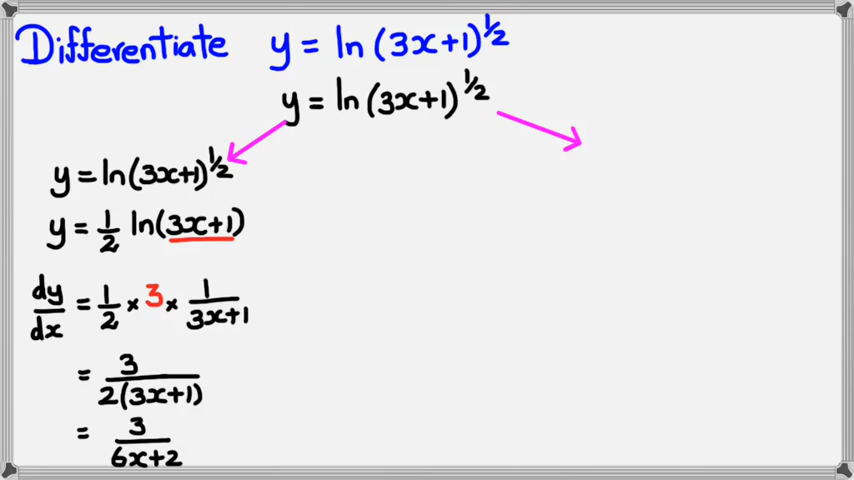 Differentiate y = ln (3x+1)^½
y = ln (3x+1)^½
y = ln(3x+1)^½
y = 1/2 ln(3x+1)
dy/dx = 1/2 × 3 × 1/(3x+1)
= 3/(2(3x+1))
= 3/(6x+2)